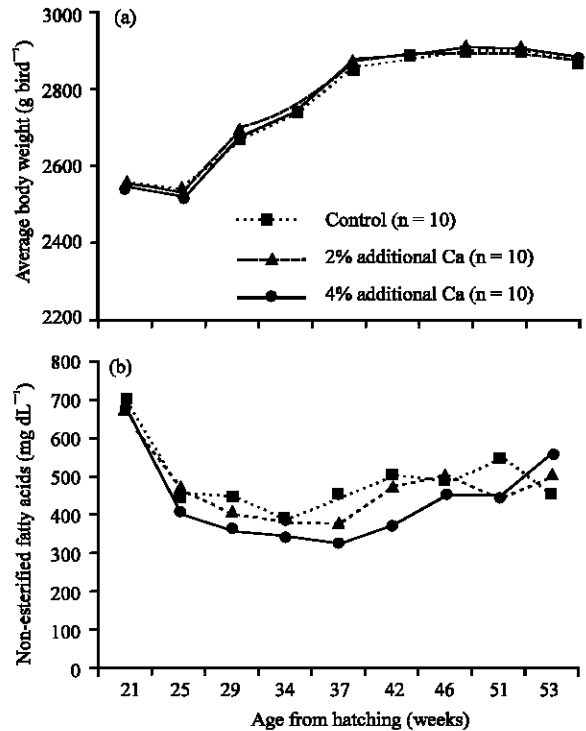 (a)
Average body weight (g bird⁻¹)
3000
2800
2600
2400
2200
Control (n = 10)
2% additional Ca (n = 10)
4% additional Ca (n = 10)
(b)
Non-esterified fatty acids (mg dL⁻¹)
800
700
600
500
400
300
200
100
0
21 25 29 34 37 42 46 51 53
Age from hatching (weeks)